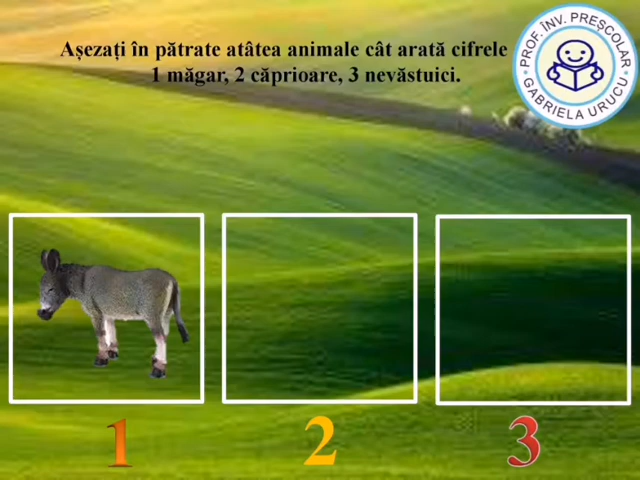 Așezați în pătrate atâtea animale cât arată cifrele
1 măgar, 2 căprioare, 3 nevăstuici.
PROF. ÎNV. PREȘCOLAR
GABRIELA URUCU
1
2
3